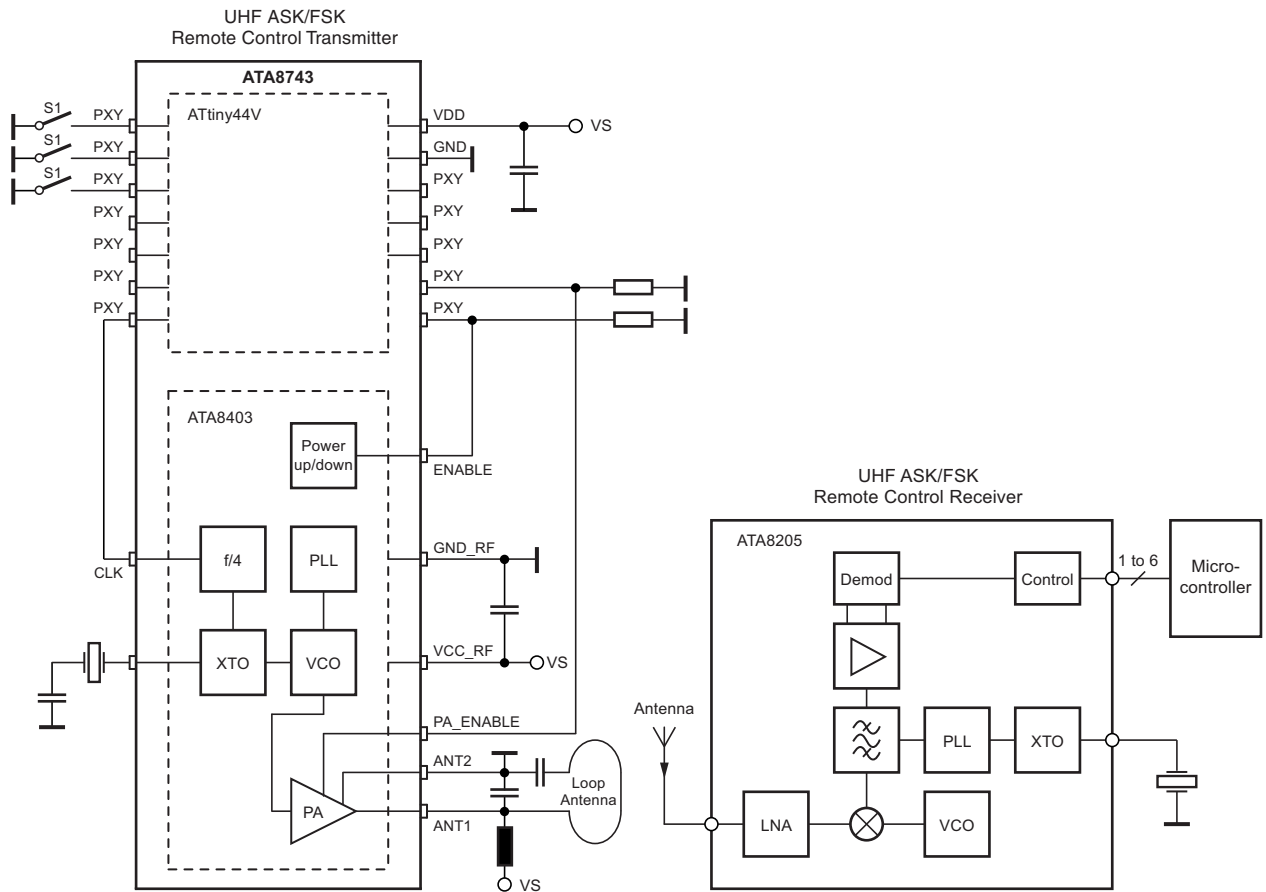 UHF ASK/FSK
Remote Control Transmitter
ATA8743
ATtiny44V
S1
PXY
S1
PXY
S1
PXY
PXY
PXY
PXY
PXY
VDD
VS
GND
PXY
PXY
PXY
PXY
PXY
ATA8403
Power
up/down
ENABLE
f/4
PLL
GND_RF
CLK
XTO
VCO
VCC_RF
VS
PA_ENABLE
ANT2
Loop
Antenna
PA
ANT1
VS
UHF ASK/FSK
Remote Control Receiver
ATA8205
Demod
Control
1 to 6
Micro-
controller
Antenna
PLL
XTO
LNA
VCO